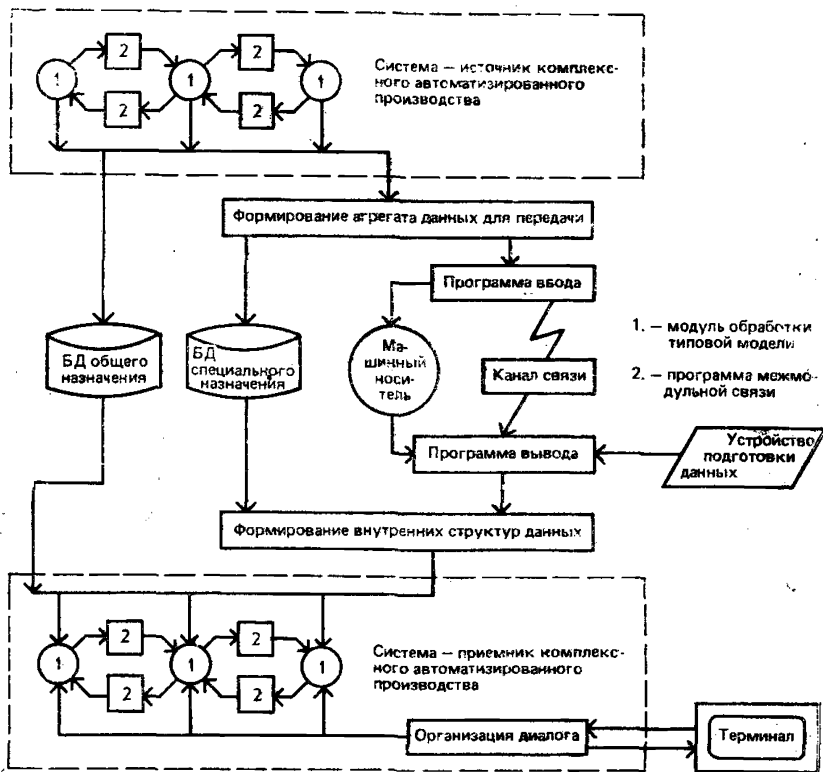 2
2
1
1
1
2
2
Система — источник комплекс-
ного автоматизированного
производства
Формирование агрегата данных для передачи
Программа ввода
БД общего
назначения
БД
специального
назначения
Ма-
шинный
носи-
тель
Канал связи
1. — модуль обработки
типовой модели
2. — программа межмо-
дульной связи
Программа вывода
Устройство
подготовки
данных
Формирование внутренних структур данных
2
2
1
1
1
2
2
Система — приемник комплекс-
ного автоматизированного
производства
Организация диалога
Терминал